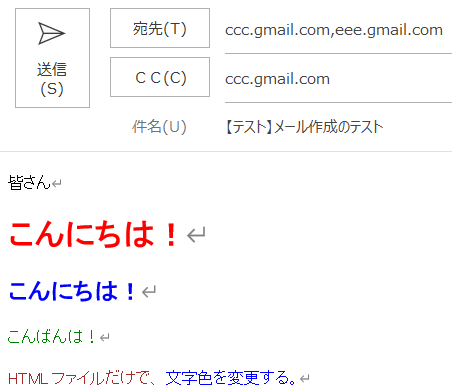 送信
(S)
宛先(T)
ccc.gmail.com,eee.gmail.com
ＣＣ(C)
ccc.gmail.com
件名(U)
【テスト】メール作成のテスト
皆さん↵
こんにちは！↵
こんにちは！↵
こんばんは！↵
HTMLファイルだけで、文字色を変更する。↵